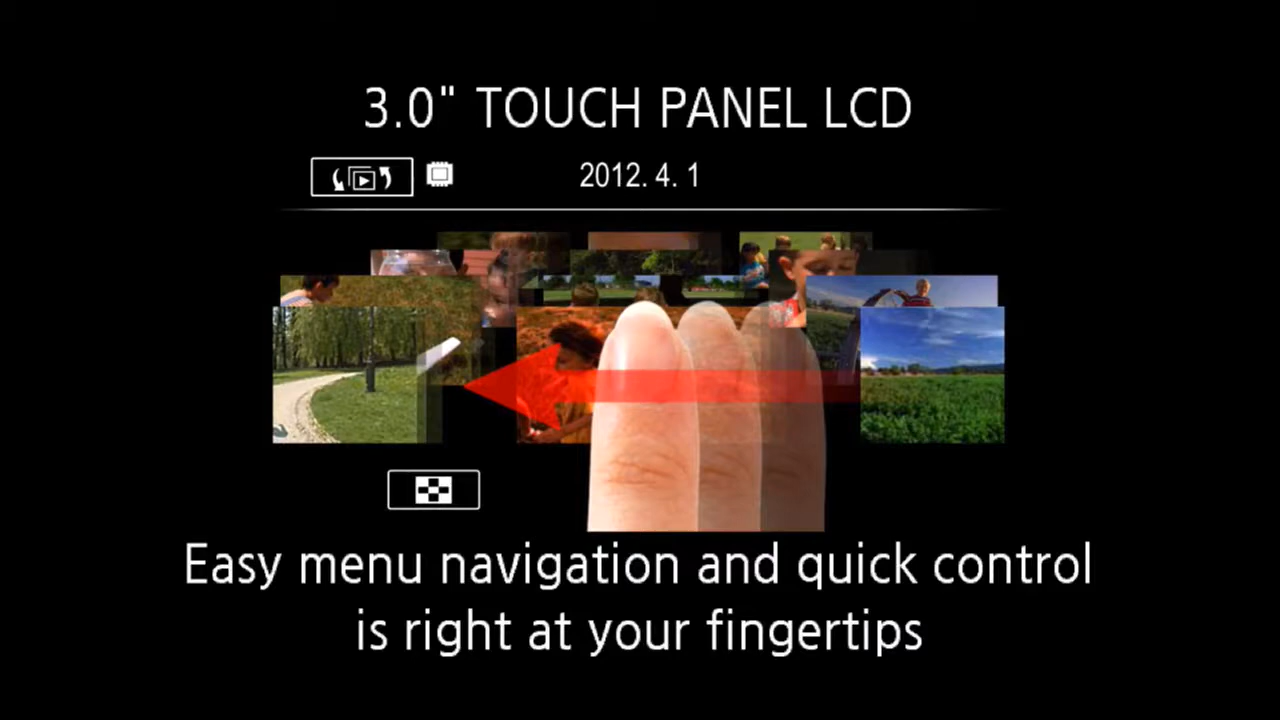 3.0" TOUCH PANEL LCD
2012. 4. 1
Easy menu navigation and quick control
is right at your fingertips